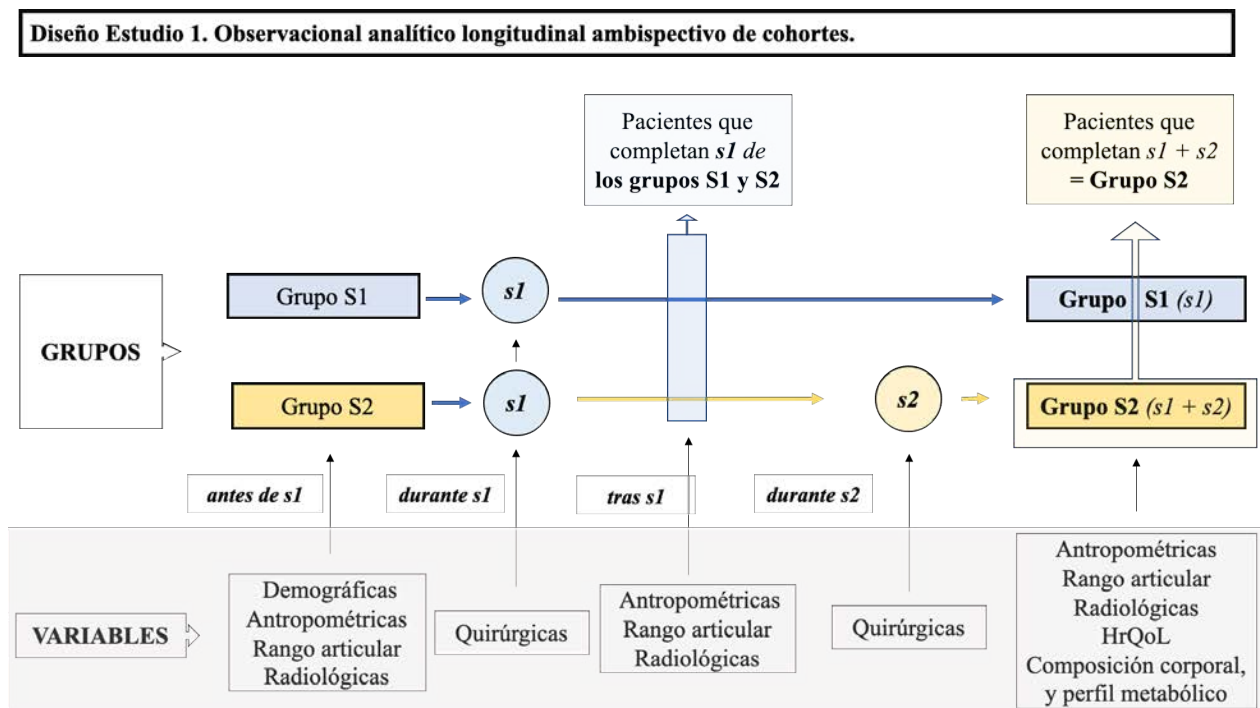 Diseño Estudio 1. Observacional analítico longitudinal ambispectivo de cohortes.
Pacientes que
completan s1 de
los grupos S1 y S2
Pacientes que
completan s1 + s2
= Grupo S2
GRUPOS
Grupo S1
s1
Grupo S1 (s1)
Grupo S2
s1
s2
Grupo S2 (s1 + s2)
antes de s1
durante s1
tras s1
durante s2
VARIABLES
Demográficas
Antropométricas
Rango articular
Radiológicas
Quirúrgicas
Antropométricas
Rango articular
Radiológicas
Quirúrgicas
Antropométricas
Rango articular
Radiológicas
HrQoL
Composición corporal,
y perfil metabólico